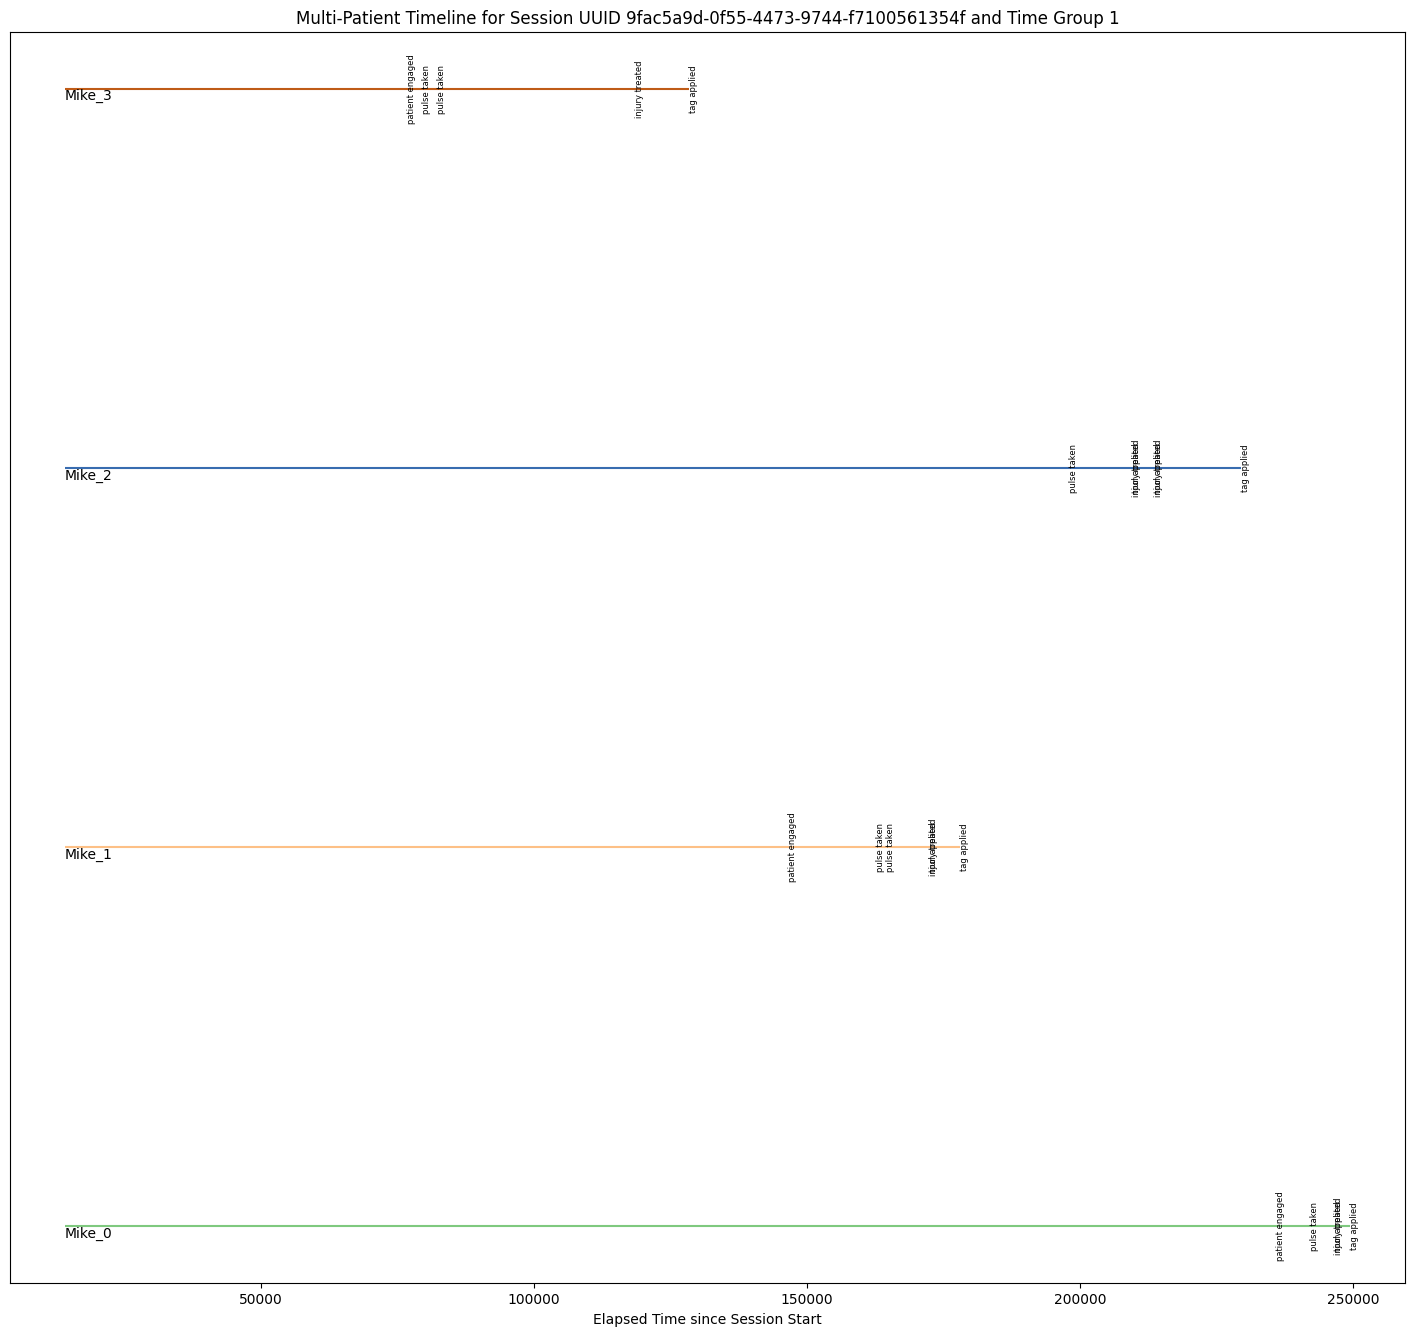 Multi-Patient Timeline for Session UUID 9fac5a9d-0f55-4473-9744-f7100561354f and Time Group 1
patient engaged
pulse taken
pulse taken
injury treated
tag applied
Mike_3
pulse taken
tag applied
Mike_2
patient engaged
pulse taken
pulse taken
tag applied
Mike_1
patient engaged
pulse taken
tag applied
Mike_0
50000 100000 150000 200000 250000
Elapsed Time since Session Start